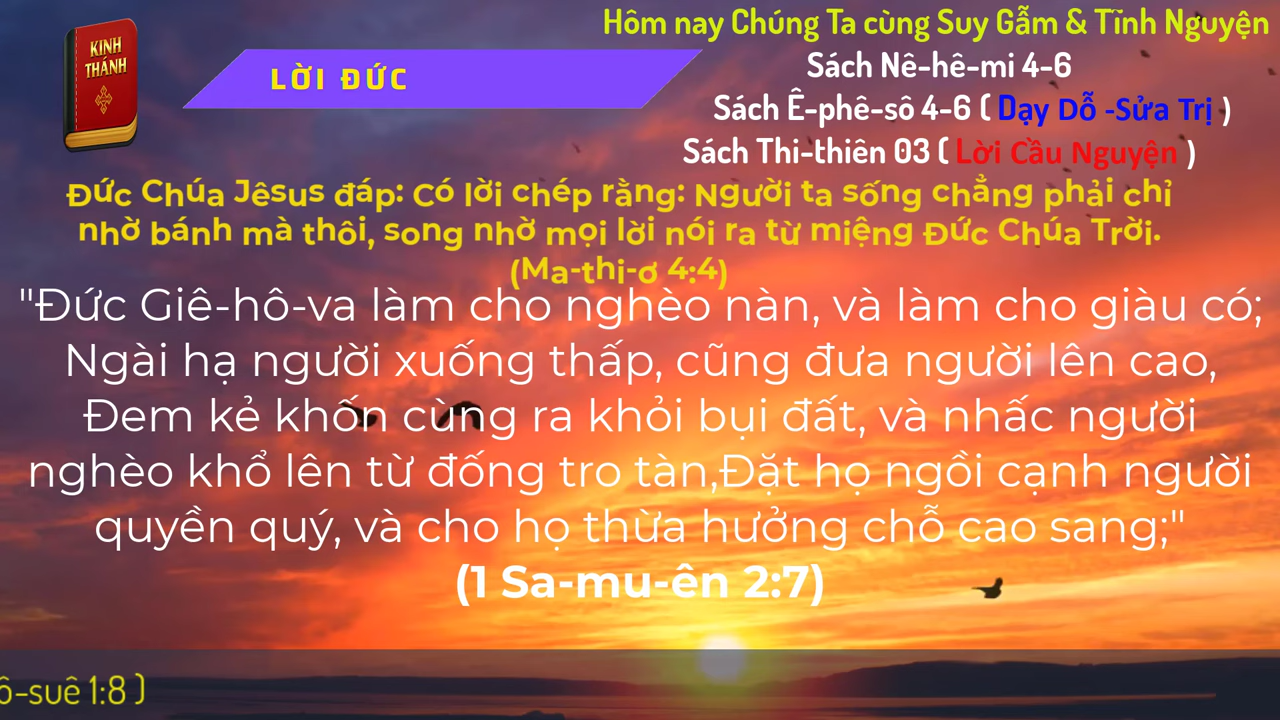 KINH
THÁNH
LỜI ĐỨC
Hôm nay Chúng Ta cùng Suy Gẫm & Tĩnh Nguyện
Sách Nê-hê-mi 4-6
Sách Ê-phê-sô 4-6 ( Dạy Dỗ -Sửa Trị )
Sách Thi-thiên 03 ( Lời Cầu Nguyện )
Đức Chúa Jêsus đáp: Có lời chép rằng: Người ta sống chẳng phải chỉ
nhờ bánh mà thôi, song nhờ mọi lời nói ra từ miệng Đức Chúa Trời.
(Ma-thi-ơ 4:4)
"Đức Giê-hô-va làm cho nghèo nàn, và làm cho giàu có;
Ngài hạ người xuống thấp, cũng đưa người lên cao,
Đem kẻ khốn cùng ra khỏi bụi đất, và nhấc người
nghèo khổ lên từ đống tro tàn,Đặt họ ngồi cạnh người
quyền quý, và cho họ thừa hưởng chỗ cao sang;"
(1 Sa-mu-ên 2:7)
ô-suê 1:8 )